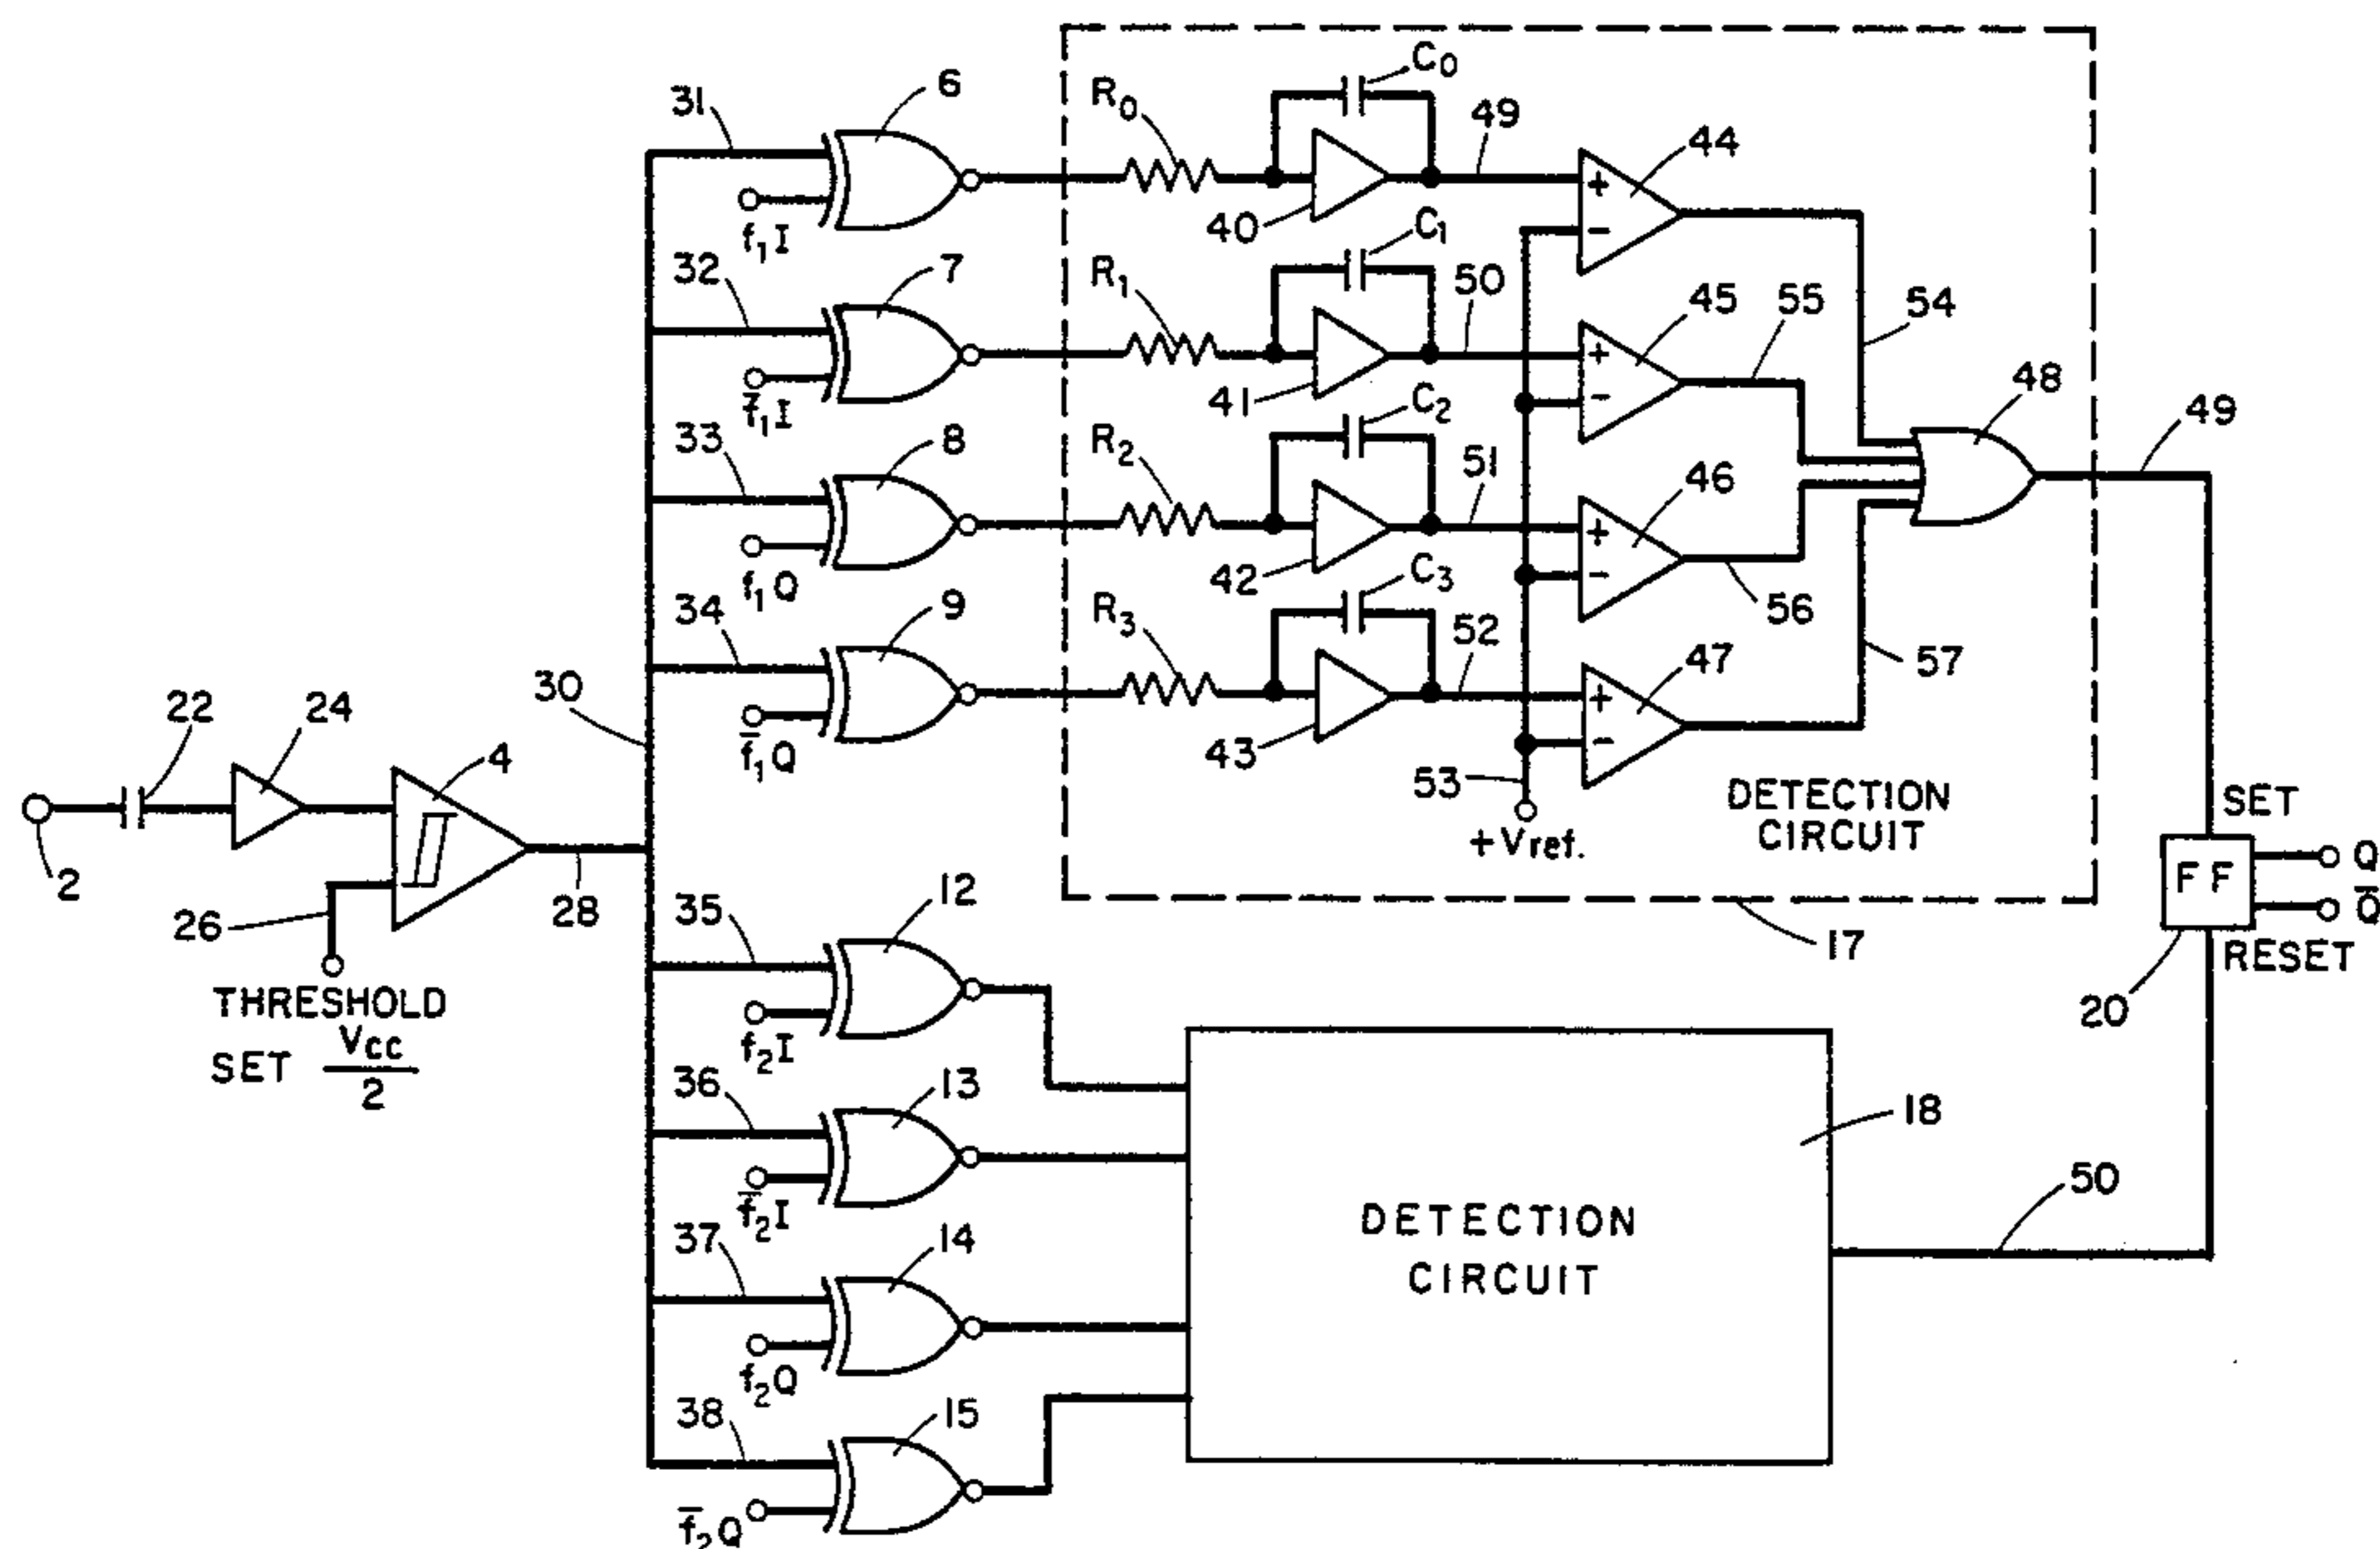 C0
R0
6
31
49
44
f1I
40
C1
32
7
R1
50
45
55
54
f̅1I
41
C2
48
49
33
8
R2
51
46
f1Q
42
C3
56
34
9
R3
52
47
57
30
f̅1Q
43
53
22
24
4
+Vref.
DETECTION
CIRCUIT
SET
FF
Q
Q̅
RESET
2
26
28
35
12
17
20
THRESHOLD
SET Vcc/2
f2I
36
13
18
f̅2I
50
37
14
DETECTION
CIRCUIT
f2Q
38
15
f̅2Q
+
-
+
-
+
-
+
-